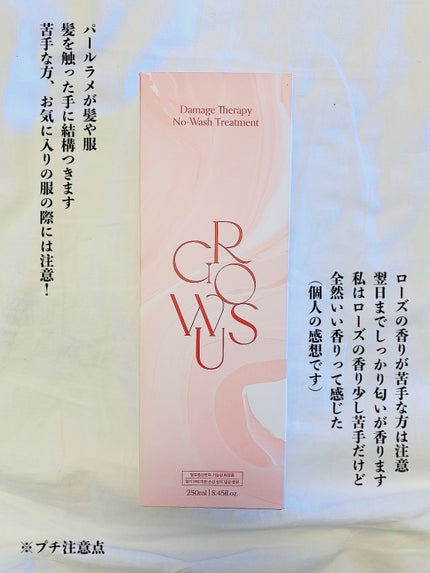 パールラメが髪や服
髪を触った手に結構つきます
苦手な方、お気に入りの服の際には注意!
Damage Therapy
No-Wash Treatment
GROWUS
ローズの香りが苦手な方は注意
翌日までしっかり匂いが香ります
私はローズの香り少し苦手だけど
全然いい香りって感じた
(個人の感想です)
250ml | 8.45fl.oz.
※プチ注意点